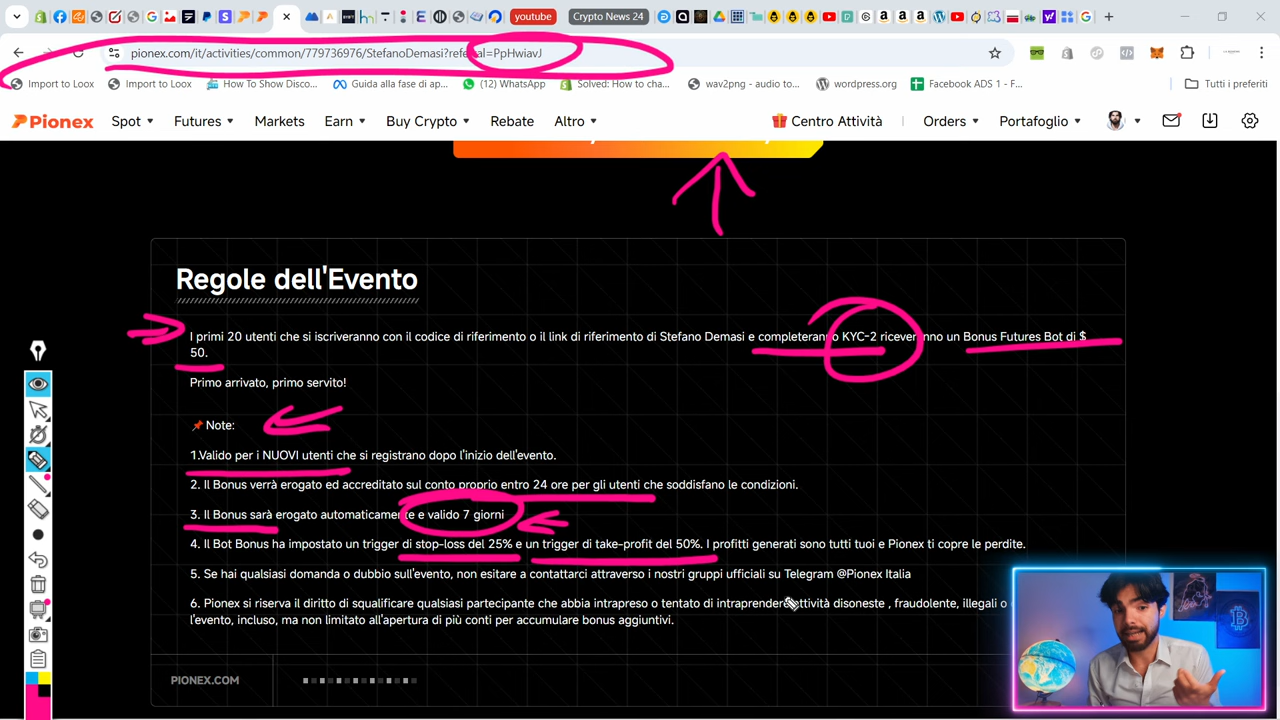 youtube
Crypto News 24
pionex.com/it/activities/common/779736976/StefanoDemasi?referral=PpHwiavJ
Import to Loox
Import to Loox
How To Show Disco...
Guida alla fase di ap...
(12) WhatsApp
Solved: How to cha...
wav2png - audio to...
wordpress.org
Facebook ADS 1 - F...
Tutti i preferiti
Pionex
Spot
Futures
Markets
Earn
Buy Crypto
Rebate
Altro
Centro Attività
Orders
Portafoglio
Regole dell'Evento
I primi 20 utenti che si iscriveranno con il codice di riferimento o il link di riferimento di Stefano Demasi e completeranno KYC-2 riceveranno un Bonus Futures Bot di $
50.
Primo arrivato, primo servito!
📌 Note:
1.Valido per i NUOVI utenti che si registrano dopo l'inizio dell'evento.
2. Il Bonus verrà erogato ed accreditato sul conto proprio entro 24 ore per gli utenti che soddisfano le condizioni.
3. Il Bonus sarà erogato automaticamente e valido 7 giorni
4. Il Bot Bonus ha impostato un trigger di stop-loss del 25% e un trigger di take-profit del 50%. I profitti generati sono tutti tuoi e Pionex ti copre le perdite.
5. Se hai qualsiasi domanda o dubbio sull'evento, non esitare a contattarci attraverso i nostri gruppi ufficiali su Telegram @Pionex Italia
6. Pionex si riserva il diritto di squalificare qualsiasi partecipante che abbia intrapreso o tentato di intraprendere attività disoneste , fraudolente, illegali o
l'evento, incluso, ma non limitato all'apertura di più conti per accumulare bonus aggiuntivi.
PIONEX.COM